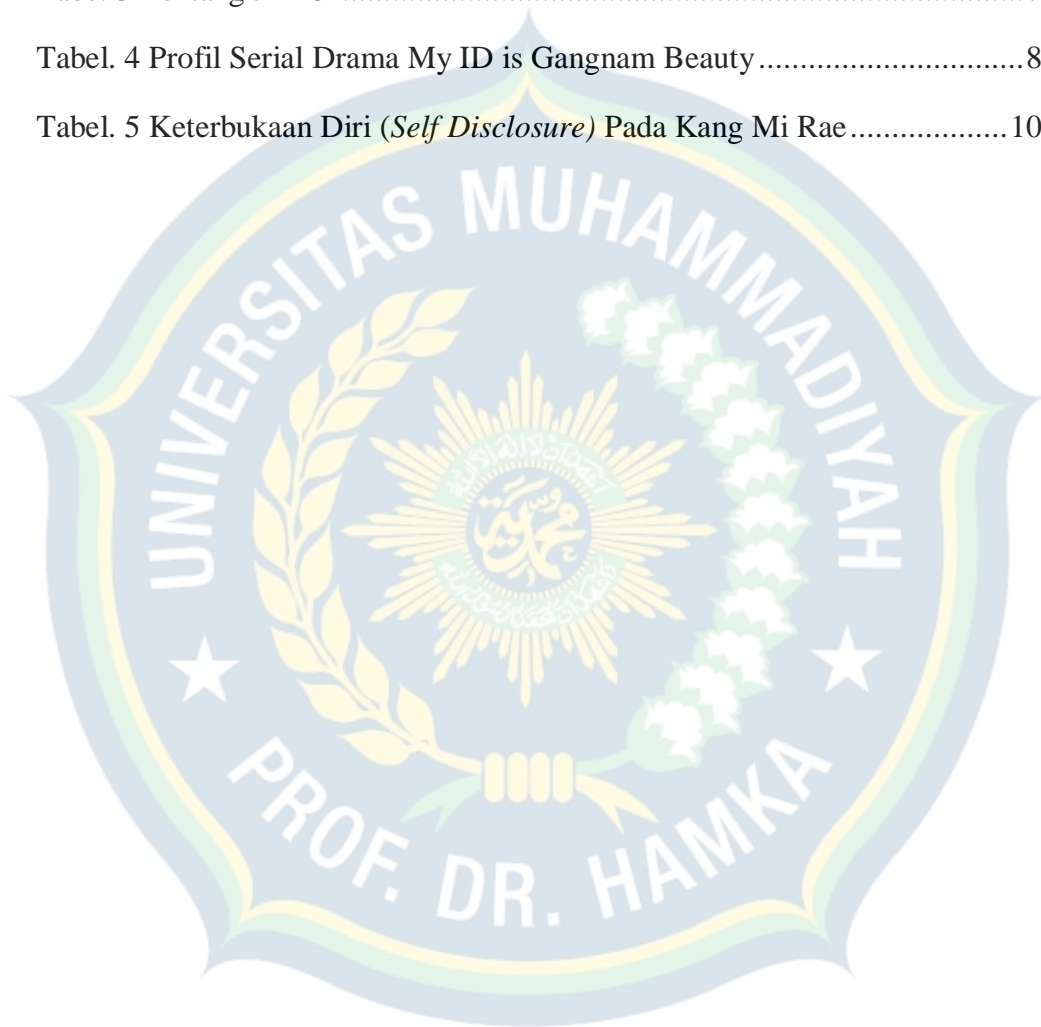 Tabel. 4 Profil Serial Drama My ID is Gangnam Beauty................................8
Tabel. 5 Keterbukaan Diri (Self Disclosure) Pada Kang Mi Rae...................10
UNIVERSITAS MUHAMMADIYAH
PROF. DR. HAMKA